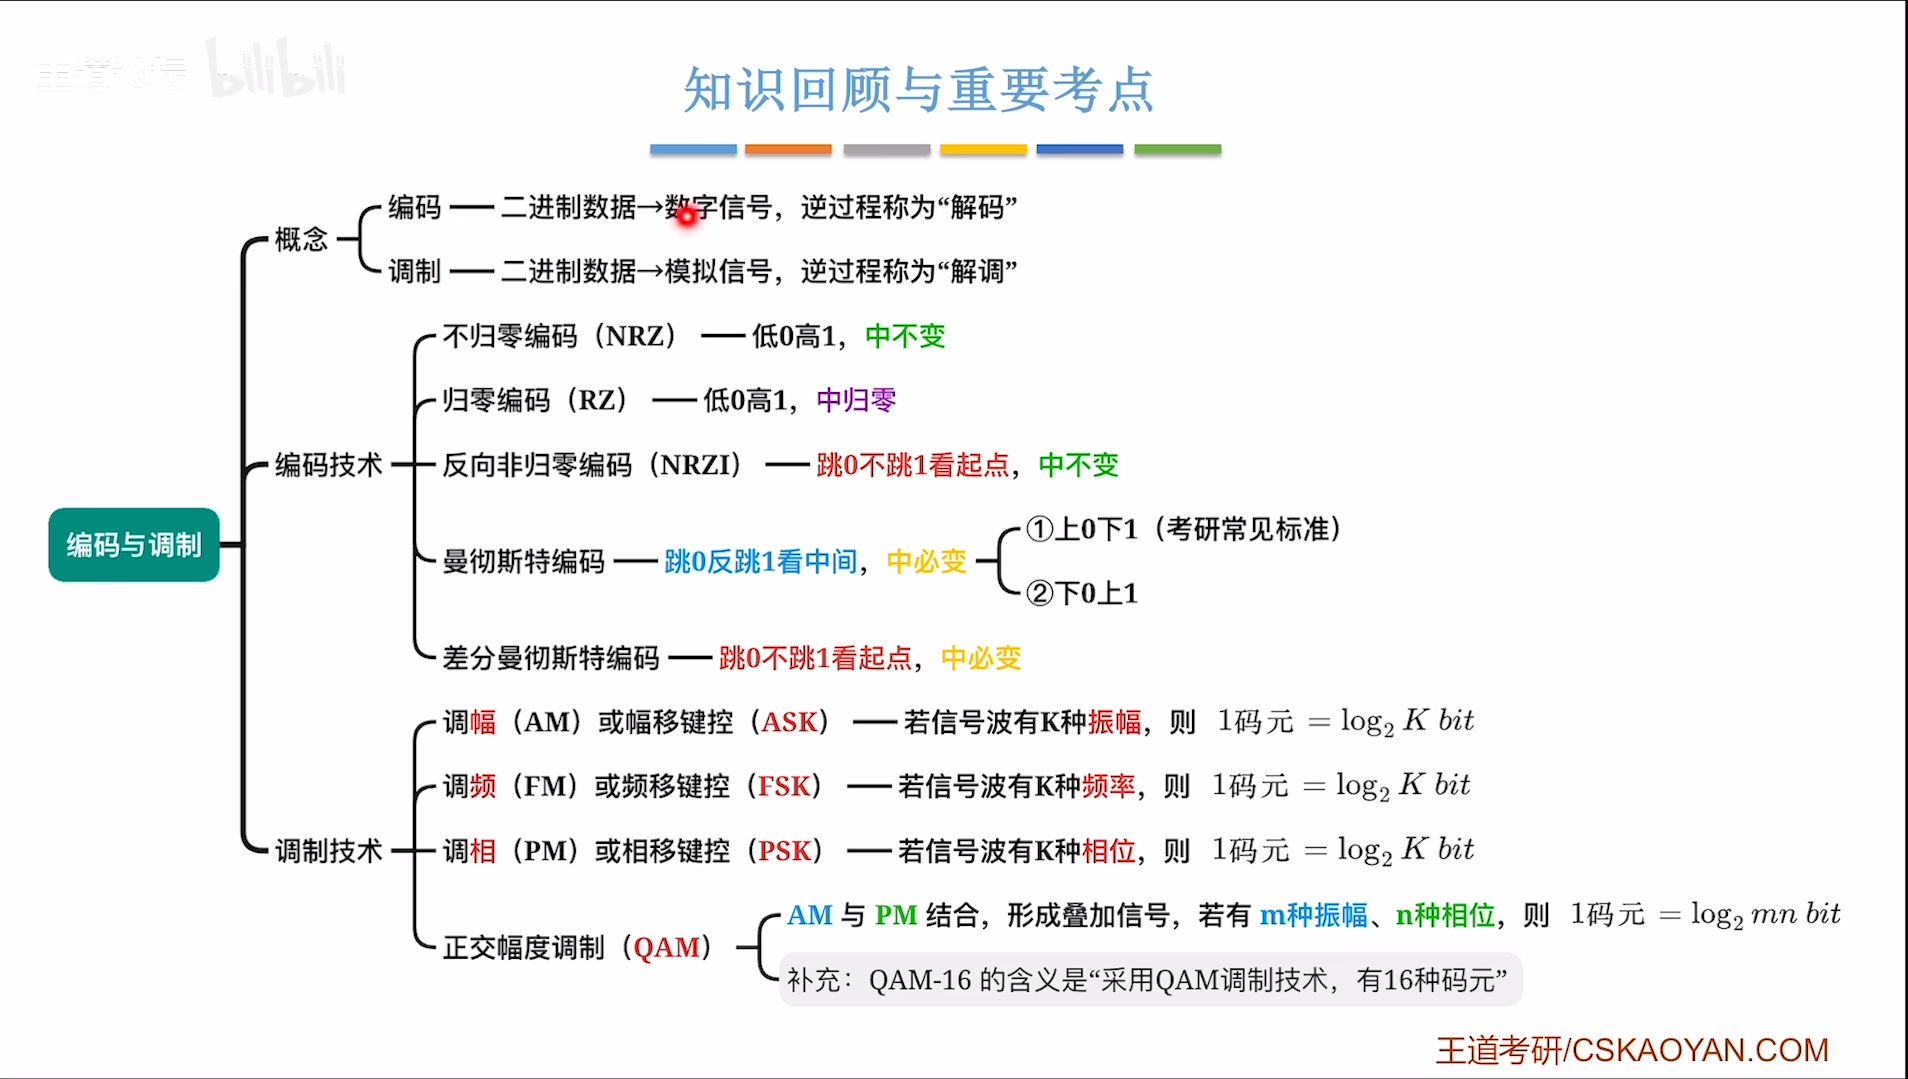 王道论坛 bilibili
知识回顾与重要考点
编码与调制
概念
编码 二进制数据→数字信号，逆过程称为“解码”
调制 二进制数据→模拟信号，逆过程称为“解调”
编码技术
不归零编码（NRZ） 低0高1，中不变
归零编码（RZ） 低0高1，中归零
反向非归零编码（NRZI） 跳0不跳1看起点，中不变
曼彻斯特编码 跳0反跳1看中间，中必变
①上0下1（考研常见标准）
②下0上1
差分曼彻斯特编码 跳0不跳1看起点，中必变
调制技术
调幅（AM）或幅移键控（ASK） 若信号波有K种振幅，则 1码元 = log₂ K bit
调频（FM）或频移键控（FSK） 若信号波有K种频率，则 1码元 = log₂ K bit
调相（PM）或相移键控（PSK） 若信号波有K种相位，则 1码元 = log₂ K bit
正交幅度调制（QAM）
AM 与 PM 结合，形成叠加信号，若有 m种振幅、n种相位，则 1码元 = log₂ mn bit
补充：QAM-16 的含义是“采用QAM调制技术，有16种码元”
王道考研/CSKAOYAN.COM